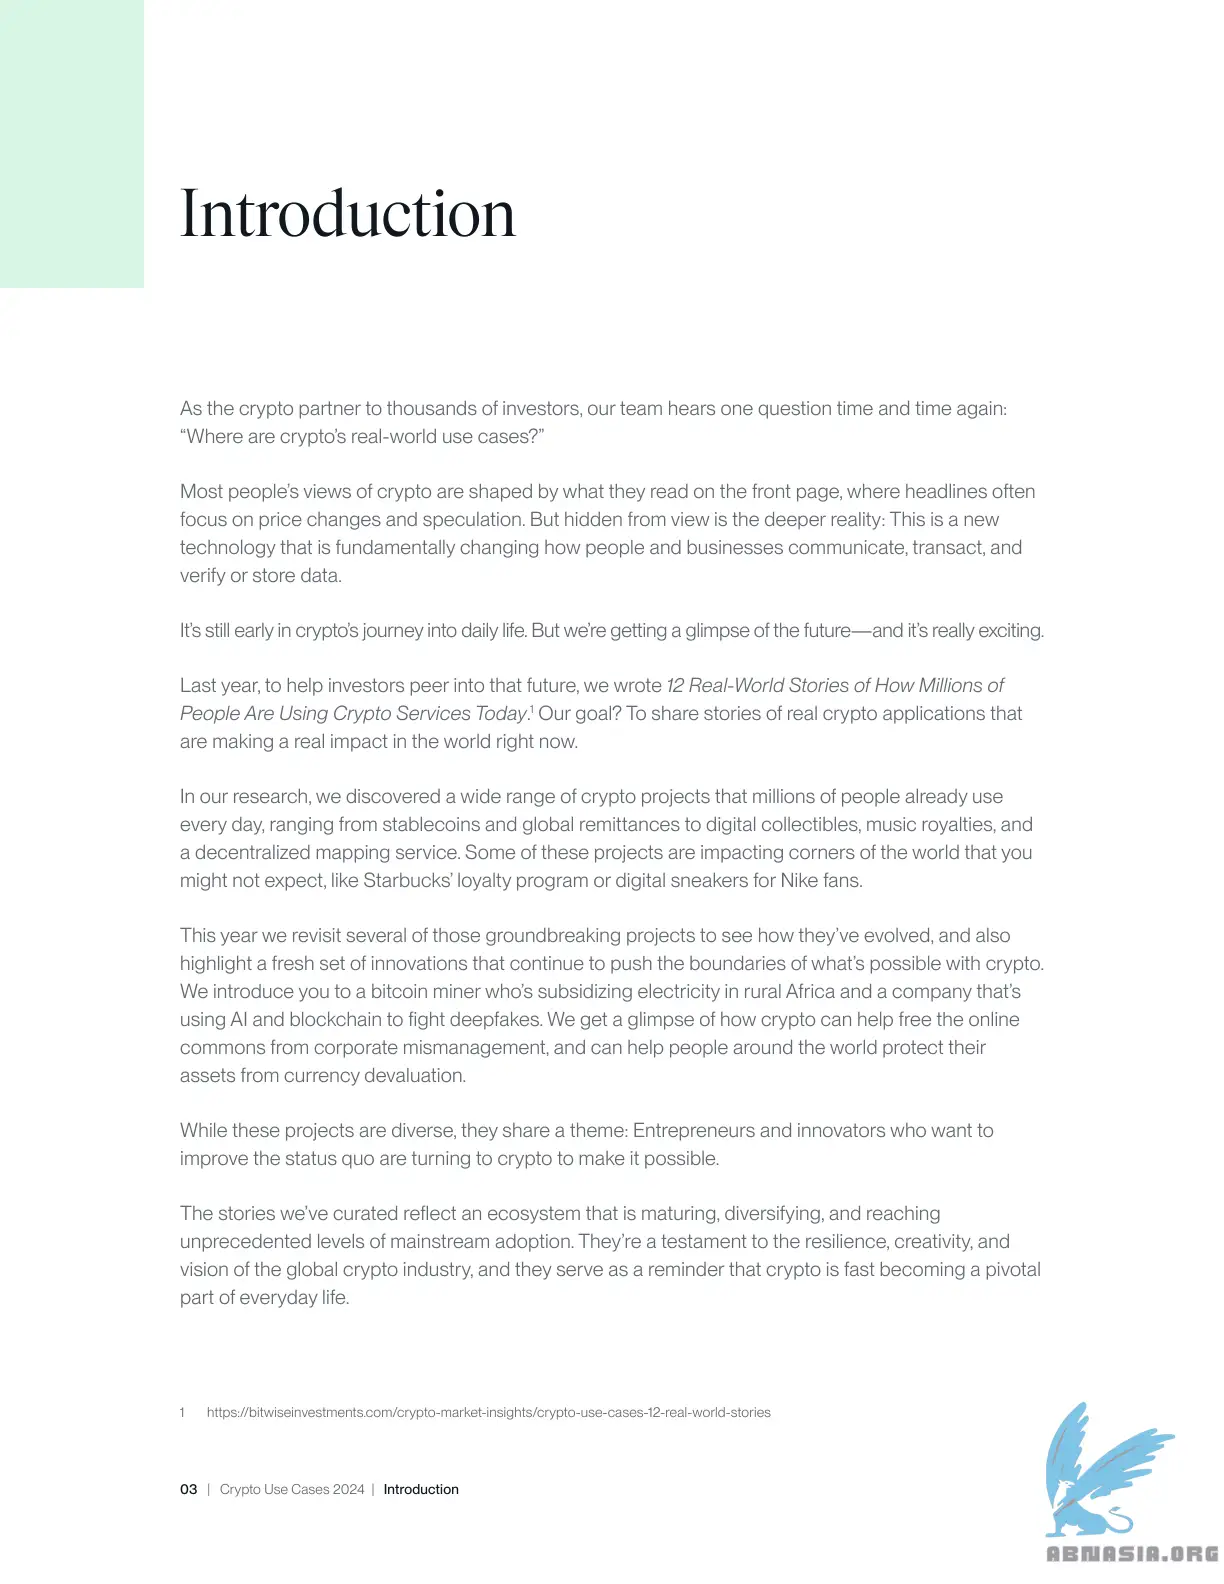 Introduction
As the crypto partner to thousands of investors, our team hears one question time and time again:
“Where are crypto’s real-world use cases?”
Most people’s views of crypto are shaped by what they read on the front page, where headlines often
focus on price changes and speculation. But hidden from view is the deeper reality: This is a new
technology that is fundamentally changing how people and businesses communicate, transact, and
verify or store data.
It’s still early in crypto’s journey into daily life. But we’re getting a glimpse of the future—and it’s really exciting.
Last year, to help investors peer into that future, we wrote 12 Real-World Stories of How Millions of
People Are Using Crypto Services Today.1 Our goal? To share stories of real crypto applications that
are making a real impact in the world right now.
In our research, we discovered a wide range of crypto projects that millions of people already use
every day, ranging from stablecoins and global remittances to digital collectibles, music royalties, and
a decentralized mapping service. Some of these projects are impacting corners of the world that you
might not expect, like Starbucks’ loyalty program or digital sneakers for Nike fans.
This year we revisit several of those groundbreaking projects to see how they’ve evolved, and also
highlight a fresh set of innovations that continue to push the boundaries of what’s possible with crypto.
We introduce you to a bitcoin miner who’s subsidizing electricity in rural Africa and a company that’s
using AI and blockchain to fight deepfakes. We get a glimpse of how crypto can help free the online
commons from corporate mismanagement, and can help people around the world protect their
assets from currency devaluation.
While these projects are diverse, they share a theme: Entrepreneurs and innovators who want to
improve the status quo are turning to crypto to make it possible.
The stories we’ve curated reflect an ecosystem that is maturing, diversifying, and reaching
unprecedented levels of mainstream adoption. They’re a testament to the resilience, creativity, and
vision of the global crypto industry, and they serve as a reminder that crypto is fast becoming a pivotal
part of everyday life.
1 https://bitwiseinvestments.com/crypto-market-insights/crypto-use-cases-12-real-world-stories
03 | Crypto Use Cases 2024 | Introduction
ABNASIA.ORG